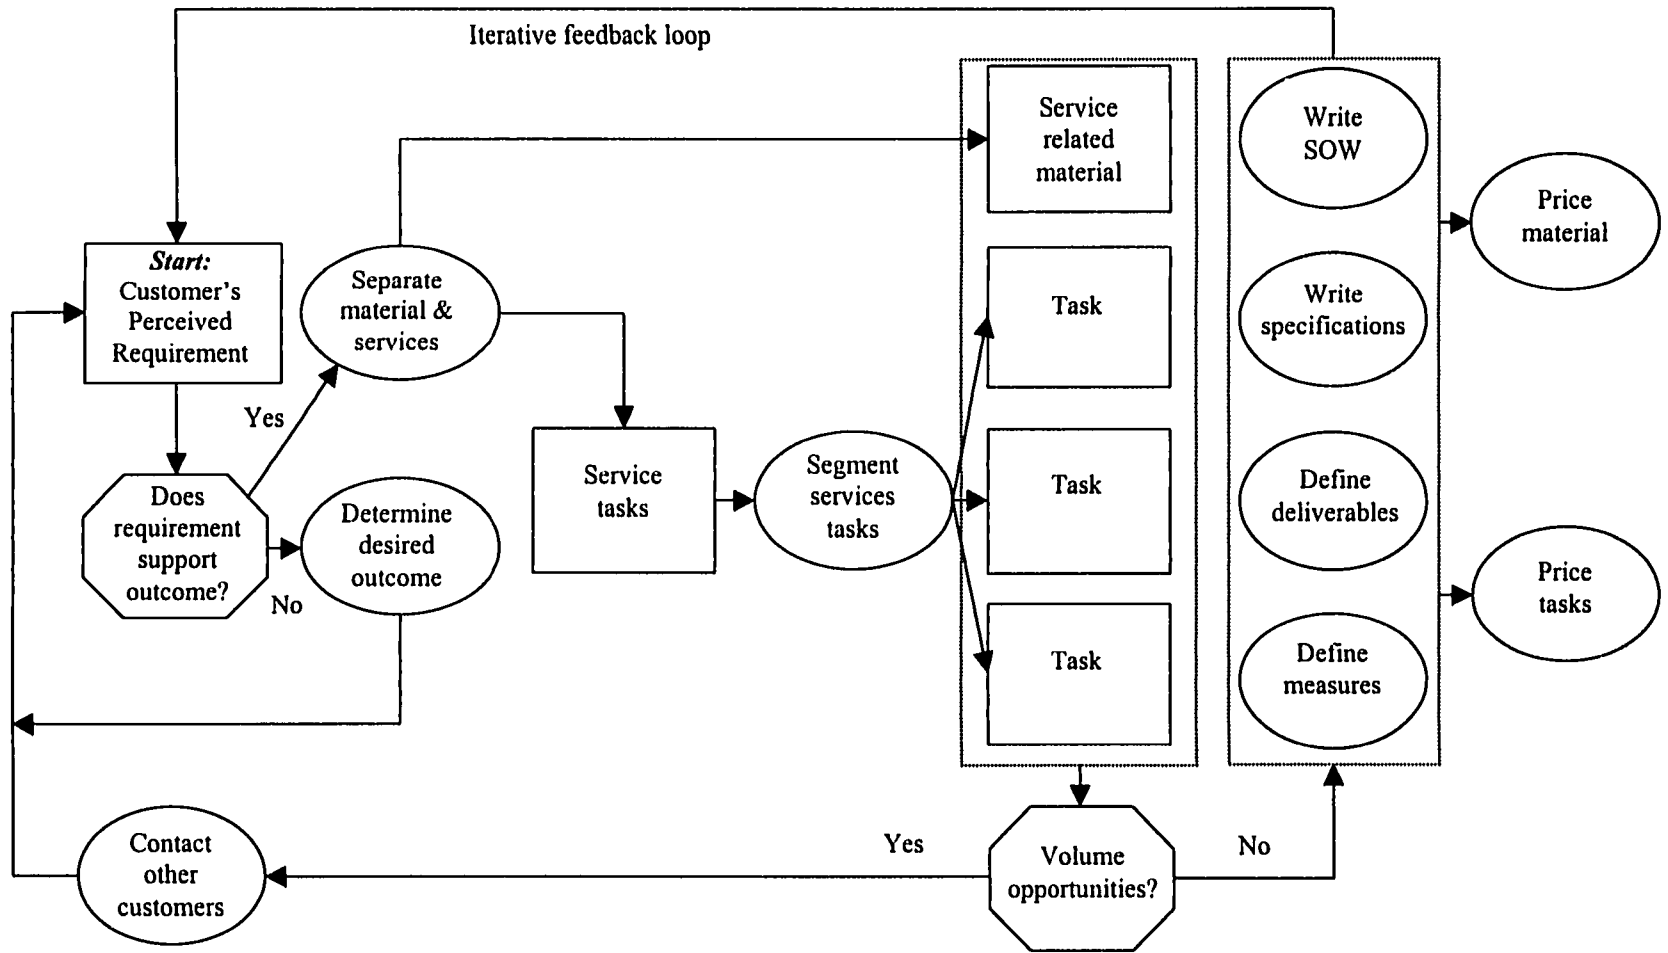 Iterative feedback loop
Start:
Customer's
Perceived
Requirement
Does
requirement
support
outcome?
Yes
No
Separate
material &
services
Determine
desired
outcome
Service
tasks
Segment
services
tasks
Service
related
material
Task
Task
Task
Write
SOW
Write
specifications
Define
deliverables
Define
measures
Price
material
Price
tasks
Volume
opportunities?
Yes
No
Contact
other
customers